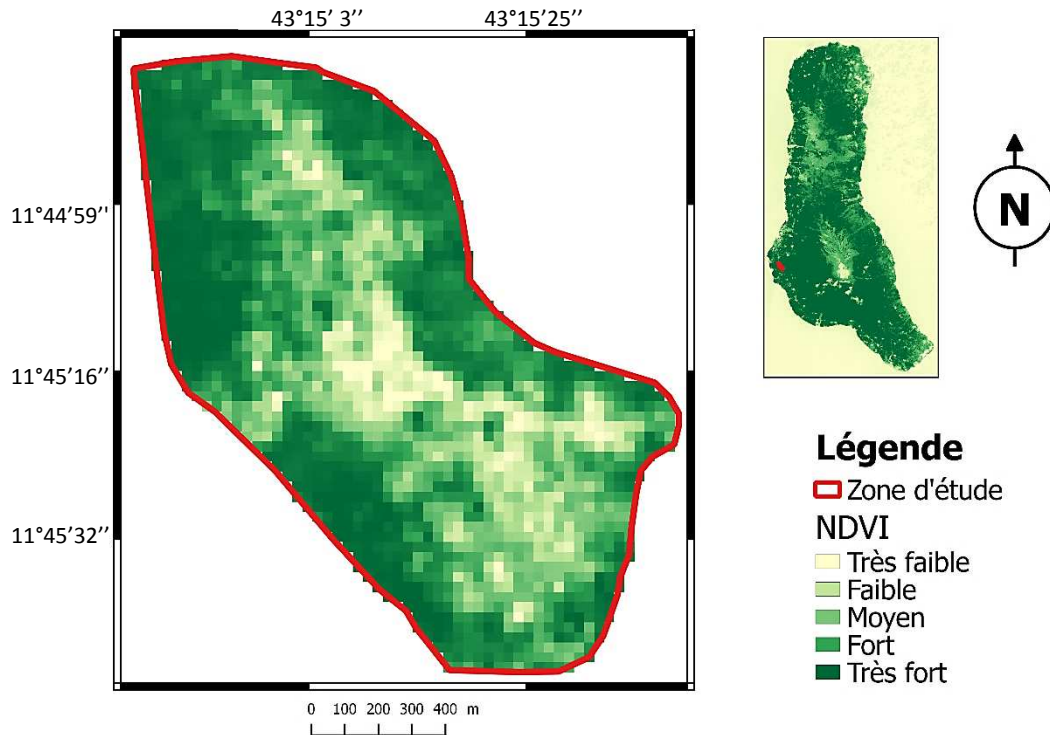 43°15' 3’’ 43°15'25’’
11°44’59’’
11°45’16’’
11°45’32’’
0 100 200 300 400 m
N
Légende
Zone d'étude
NDVI
Très faible
Faible
Moyen
Fort
Très fort